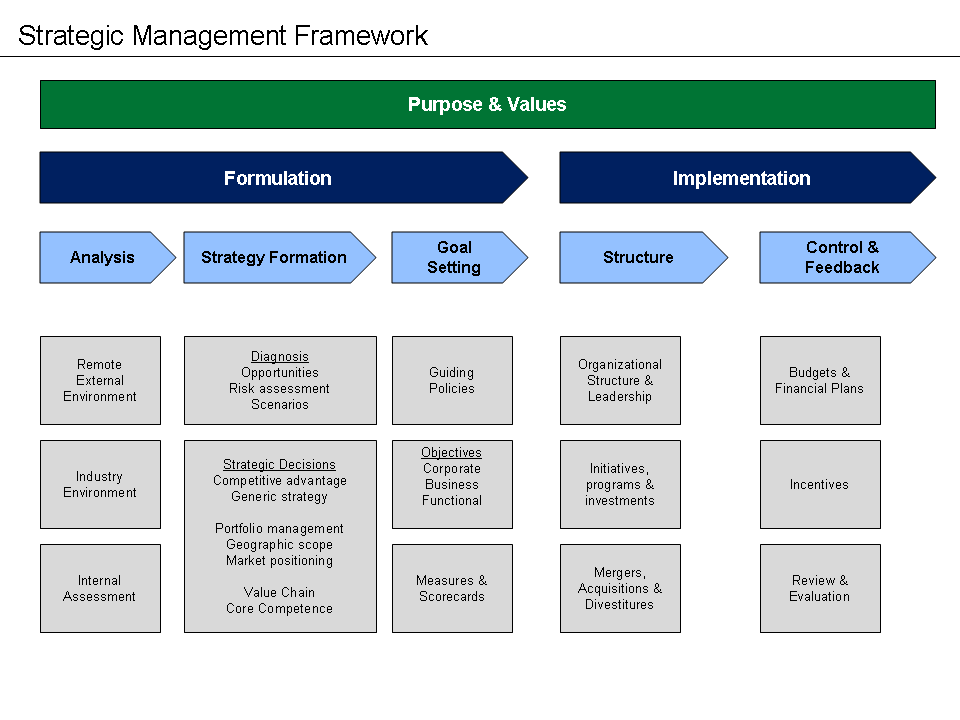 Strategic Management Framework
Purpose & Values
Formulation
Implementation
Analysis
Strategy Formation
Goal
Setting
Structure
Control &
Feedback
Remote
External
Environment
Diagnosis
Opportunities
Risk assessment
Scenarios
Guiding
Policies
Organizational
Structure &
Leadership
Budgets &
Financial Plans
Industry
Environment
Strategic Decisions
Competitive advantage
Generic strategy
Portfolio management
Geographic scope
Market positioning
Value Chain
Core Competence
Objectives
Corporate
Business
Functional
Initiatives,
programs &
investments
Incentives
Internal
Assessment
Measures &
Scorecards
Mergers,
Acquisitions &
Divestitures
Review &
Evaluation